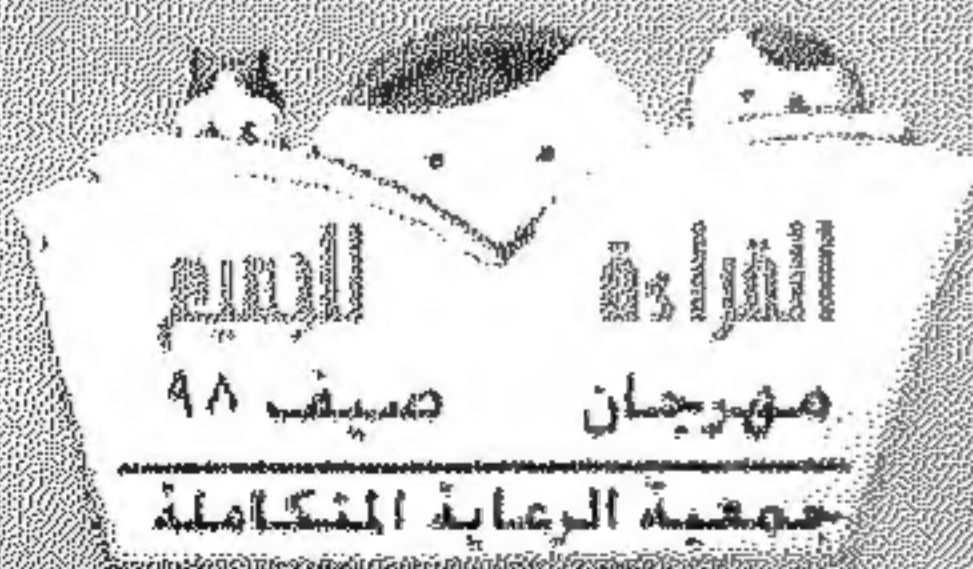 القراءة للجميع
مهرجان صيف ٩٨
جمعية الرعاية المتكاملة